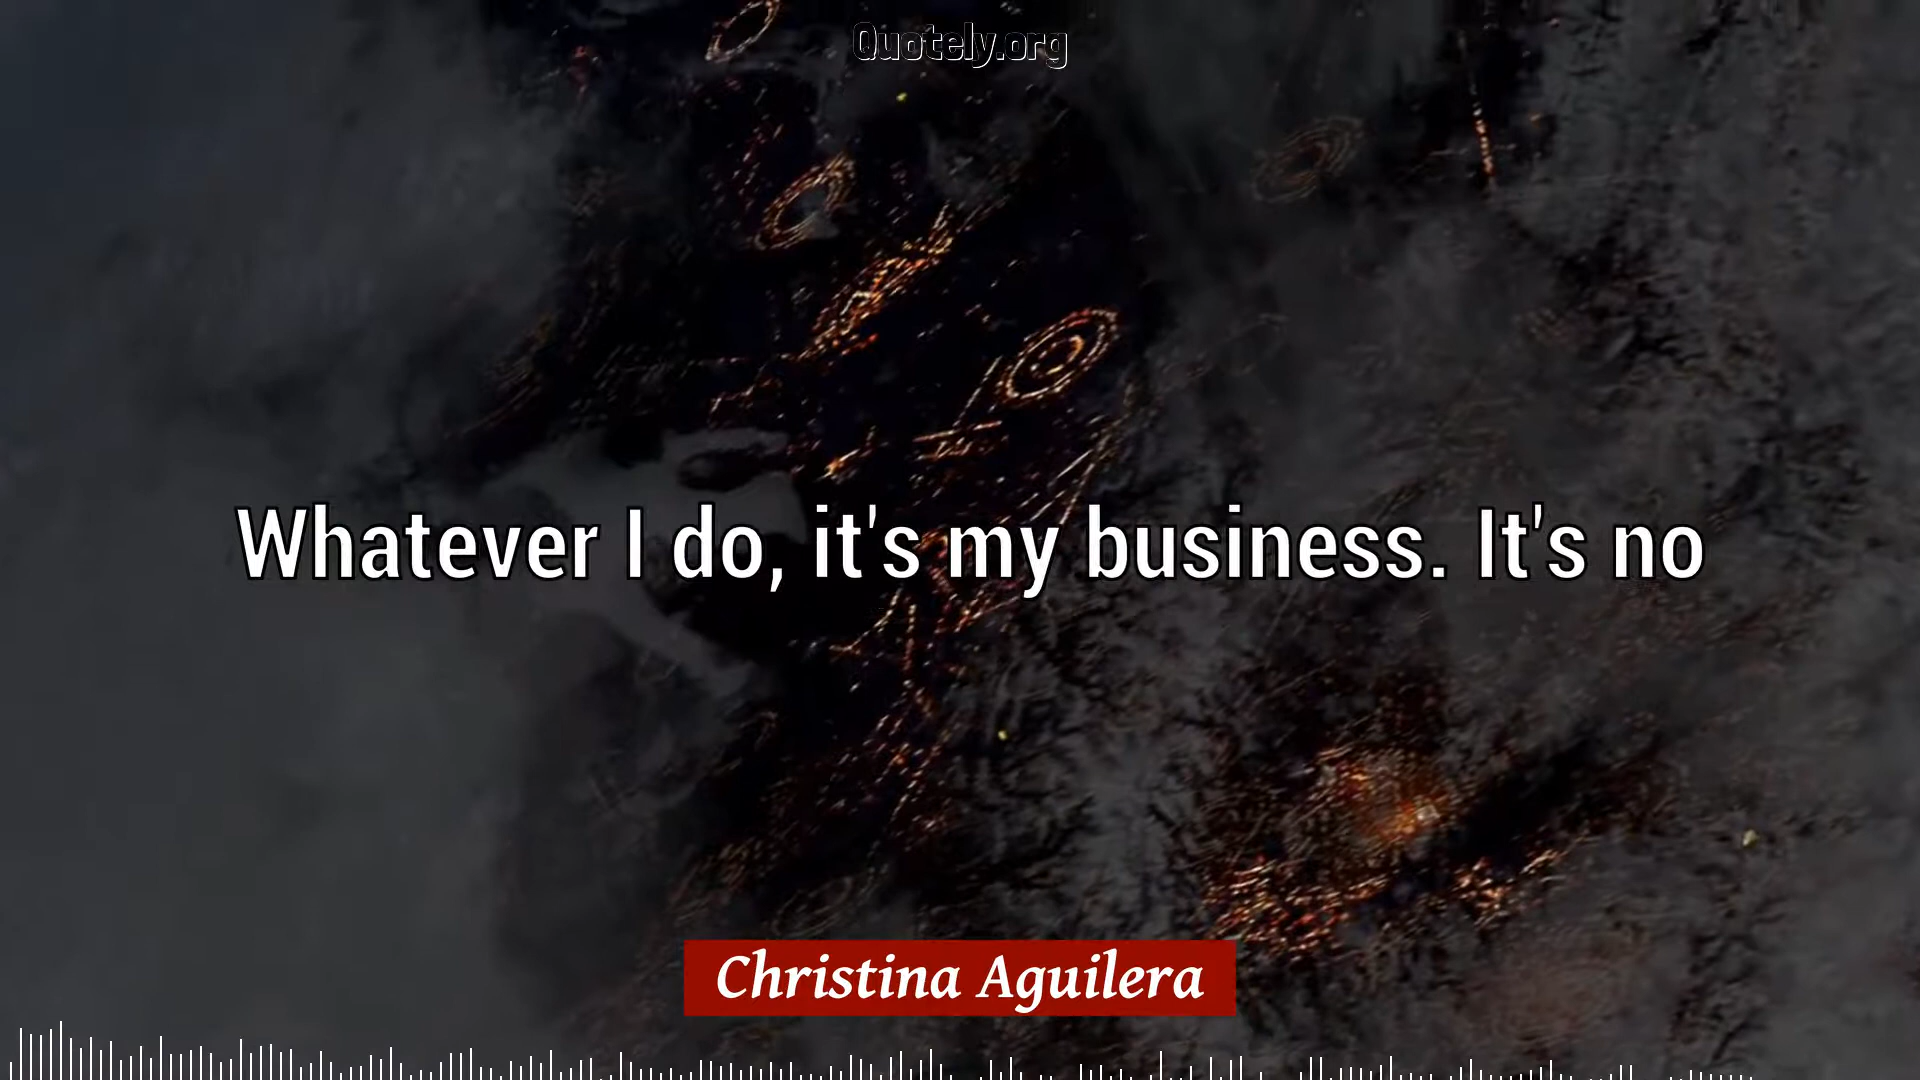 Quotely.org
Whatever I do, it's my business. It's no
Christina Aguilera